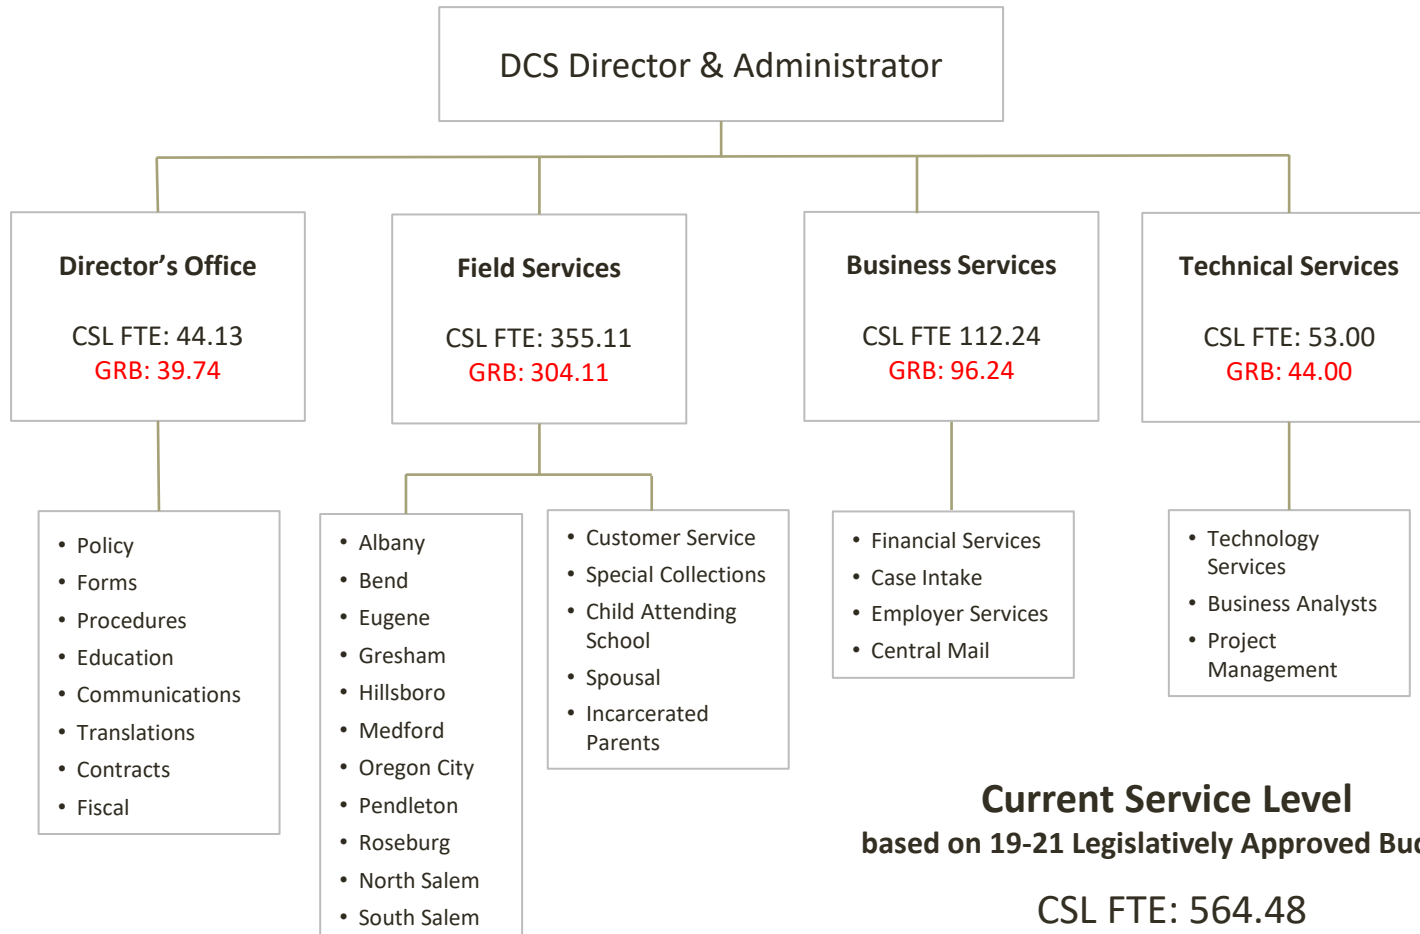 DCS Director & Administrator
Director's Office
CSL FTE: 44.13
GRB: 39.74
Field Services
CSL FTE: 355.11
GRB: 304.11
Business Services
CSL FTE 112.24
GRB: 96.24
Technical Services
CSL FTE: 53.00
GRB: 44.00
• Policy
• Forms
• Procedures
• Education
• Communications
• Translations
• Contracts
• Fiscal
• Albany
• Bend
• Eugene
• Gresham
• Hillsboro
• Medford
• Oregon City
• Pendleton
• Roseburg
• North Salem
• South Salem
• Customer Service
• Special Collections
• Child Attending
School
• Spousal
• Incarcerated
Parents
• Financial Services
• Case Intake
• Employer Services
• Central Mail
• Technology
Services
• Business Analysts
• Project
Management
Current Service Level
based on 19-21 Legislatively Approved
CSL FTE: 564.48